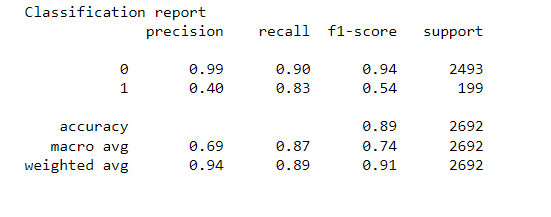 Classification report
precision recall f1-score support
0 0.99 0.90 0.94 2493
1 0.40 0.83 0.54 199
accuracy 0.89 2692
macro avg 0.69 0.87 0.74 2692
weighted avg 0.94 0.89 0.91 2692